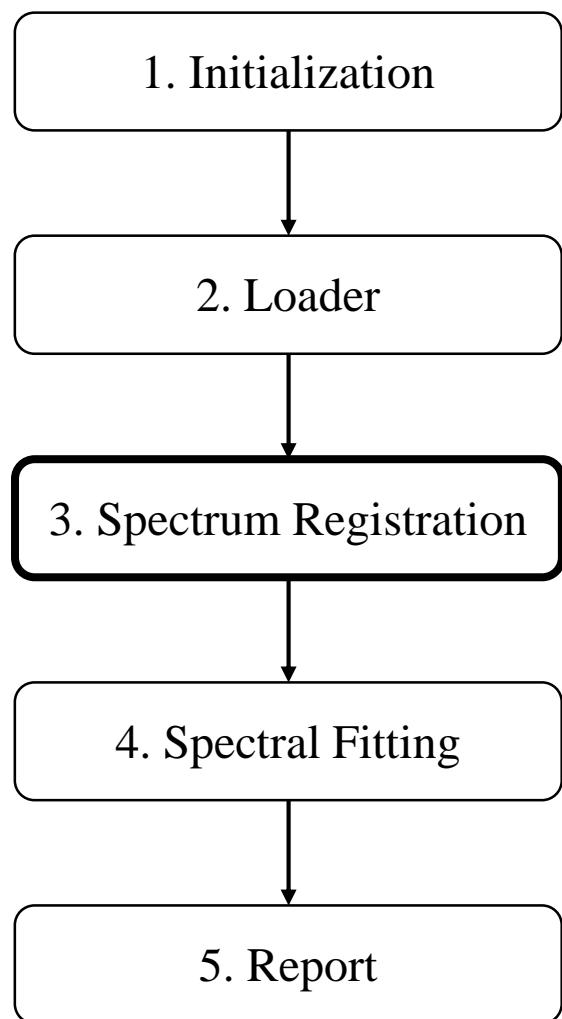 1. Initialization
2. Loader
3. Spectrum Registration
4. Spectral Fitting
5. Report